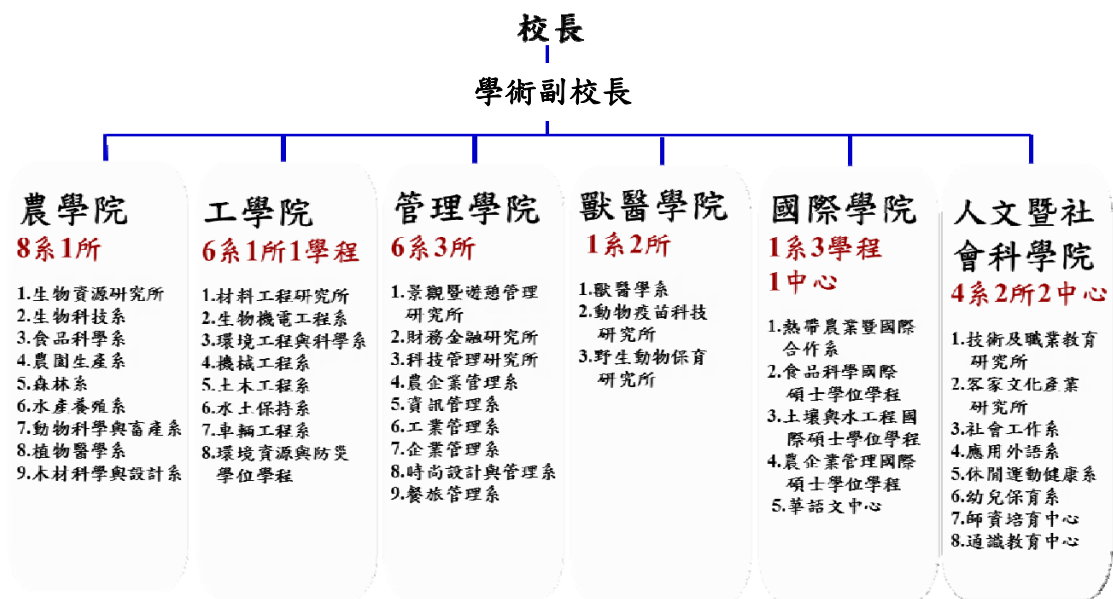 校長
學術副校長
農學院
8系1所
1.生物資源研究所
2.生物科技系
3.食品科學系
4.農園生產系
5.森林系
6.水產養殖系
7.動物科學與畜產系
8.植物醫學系
9.木材科學與設計系
工學院
6系1所1學程
1.材料工程研究所
2.生物機電工程系
3.環境工程與科學系
4.機械工程系
5.土木工程系
6.水土保持系
7.車輛工程系
8.環境資源與防災
學位學程
管理學院
6系3所
1.景觀暨遊憩管理
研究所
2.財務金融研究所
3.科技管理研究所
4.農企業管理系
5.資訊管理系
6.工業管理系
7.企業管理系
8.時尚設計與管理系
9.餐旅管理系
獸醫學院
1系2所
1.獸醫學系
2.動物疫苗科技
研究所
3.野生動物保育
研究所
國際學院
1系3學程
1中心
1.熱帶農業暨國際
合作系
2.食品科學國際
碩士學位學程
3.土壤與水工程國
際碩士學位學程
4.農企業管理國際
碩士學位學程
5.華語文中心
人文暨社
會科學院
4系2所2中心
1.技術及職業教育
研究所
2.客家文化產業
研究所
3.社會工作系
4.應用外語系
5.休閒運動健康系
6.幼兒保育系
7.師資培育中心
8.通識教育中心